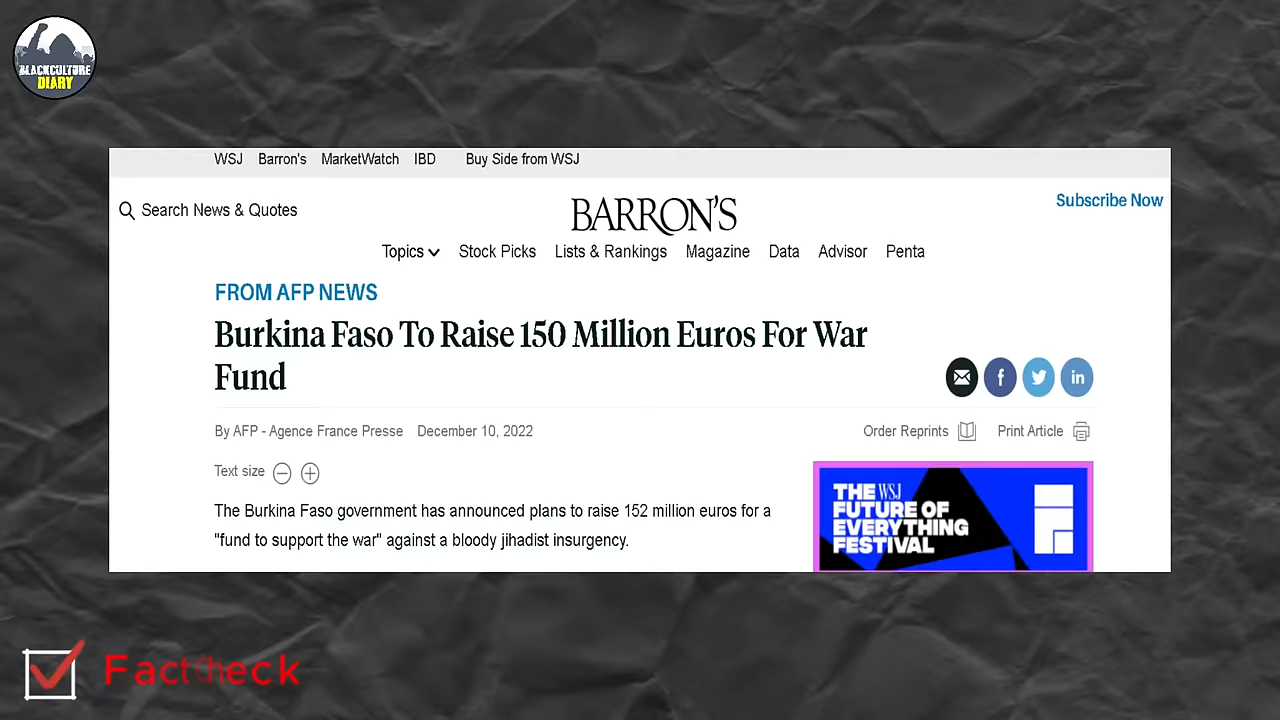 BLACKCULTURE
DIARY
WSJ Barron's MarketWatch IBD Buy Side from WSJ
Search News & Quotes
BARRON'S
Subscribe Now
Topics Stock Picks Lists & Rankings Magazine Data Advisor Penta
FROM AFP NEWS
Burkina Faso To Raise 150 Million Euros For War
Fund
By AFP - Agence France Presse December 10, 2022
Order Reprints Print Article
Text size
The Burkina Faso government has announced plans to raise 152 million euros for a
"fund to support the war" against a bloody jihadist insurgency.
THE WSJ
FUTURE OF
EVERYTHING
FESTIVAL
Factcheck